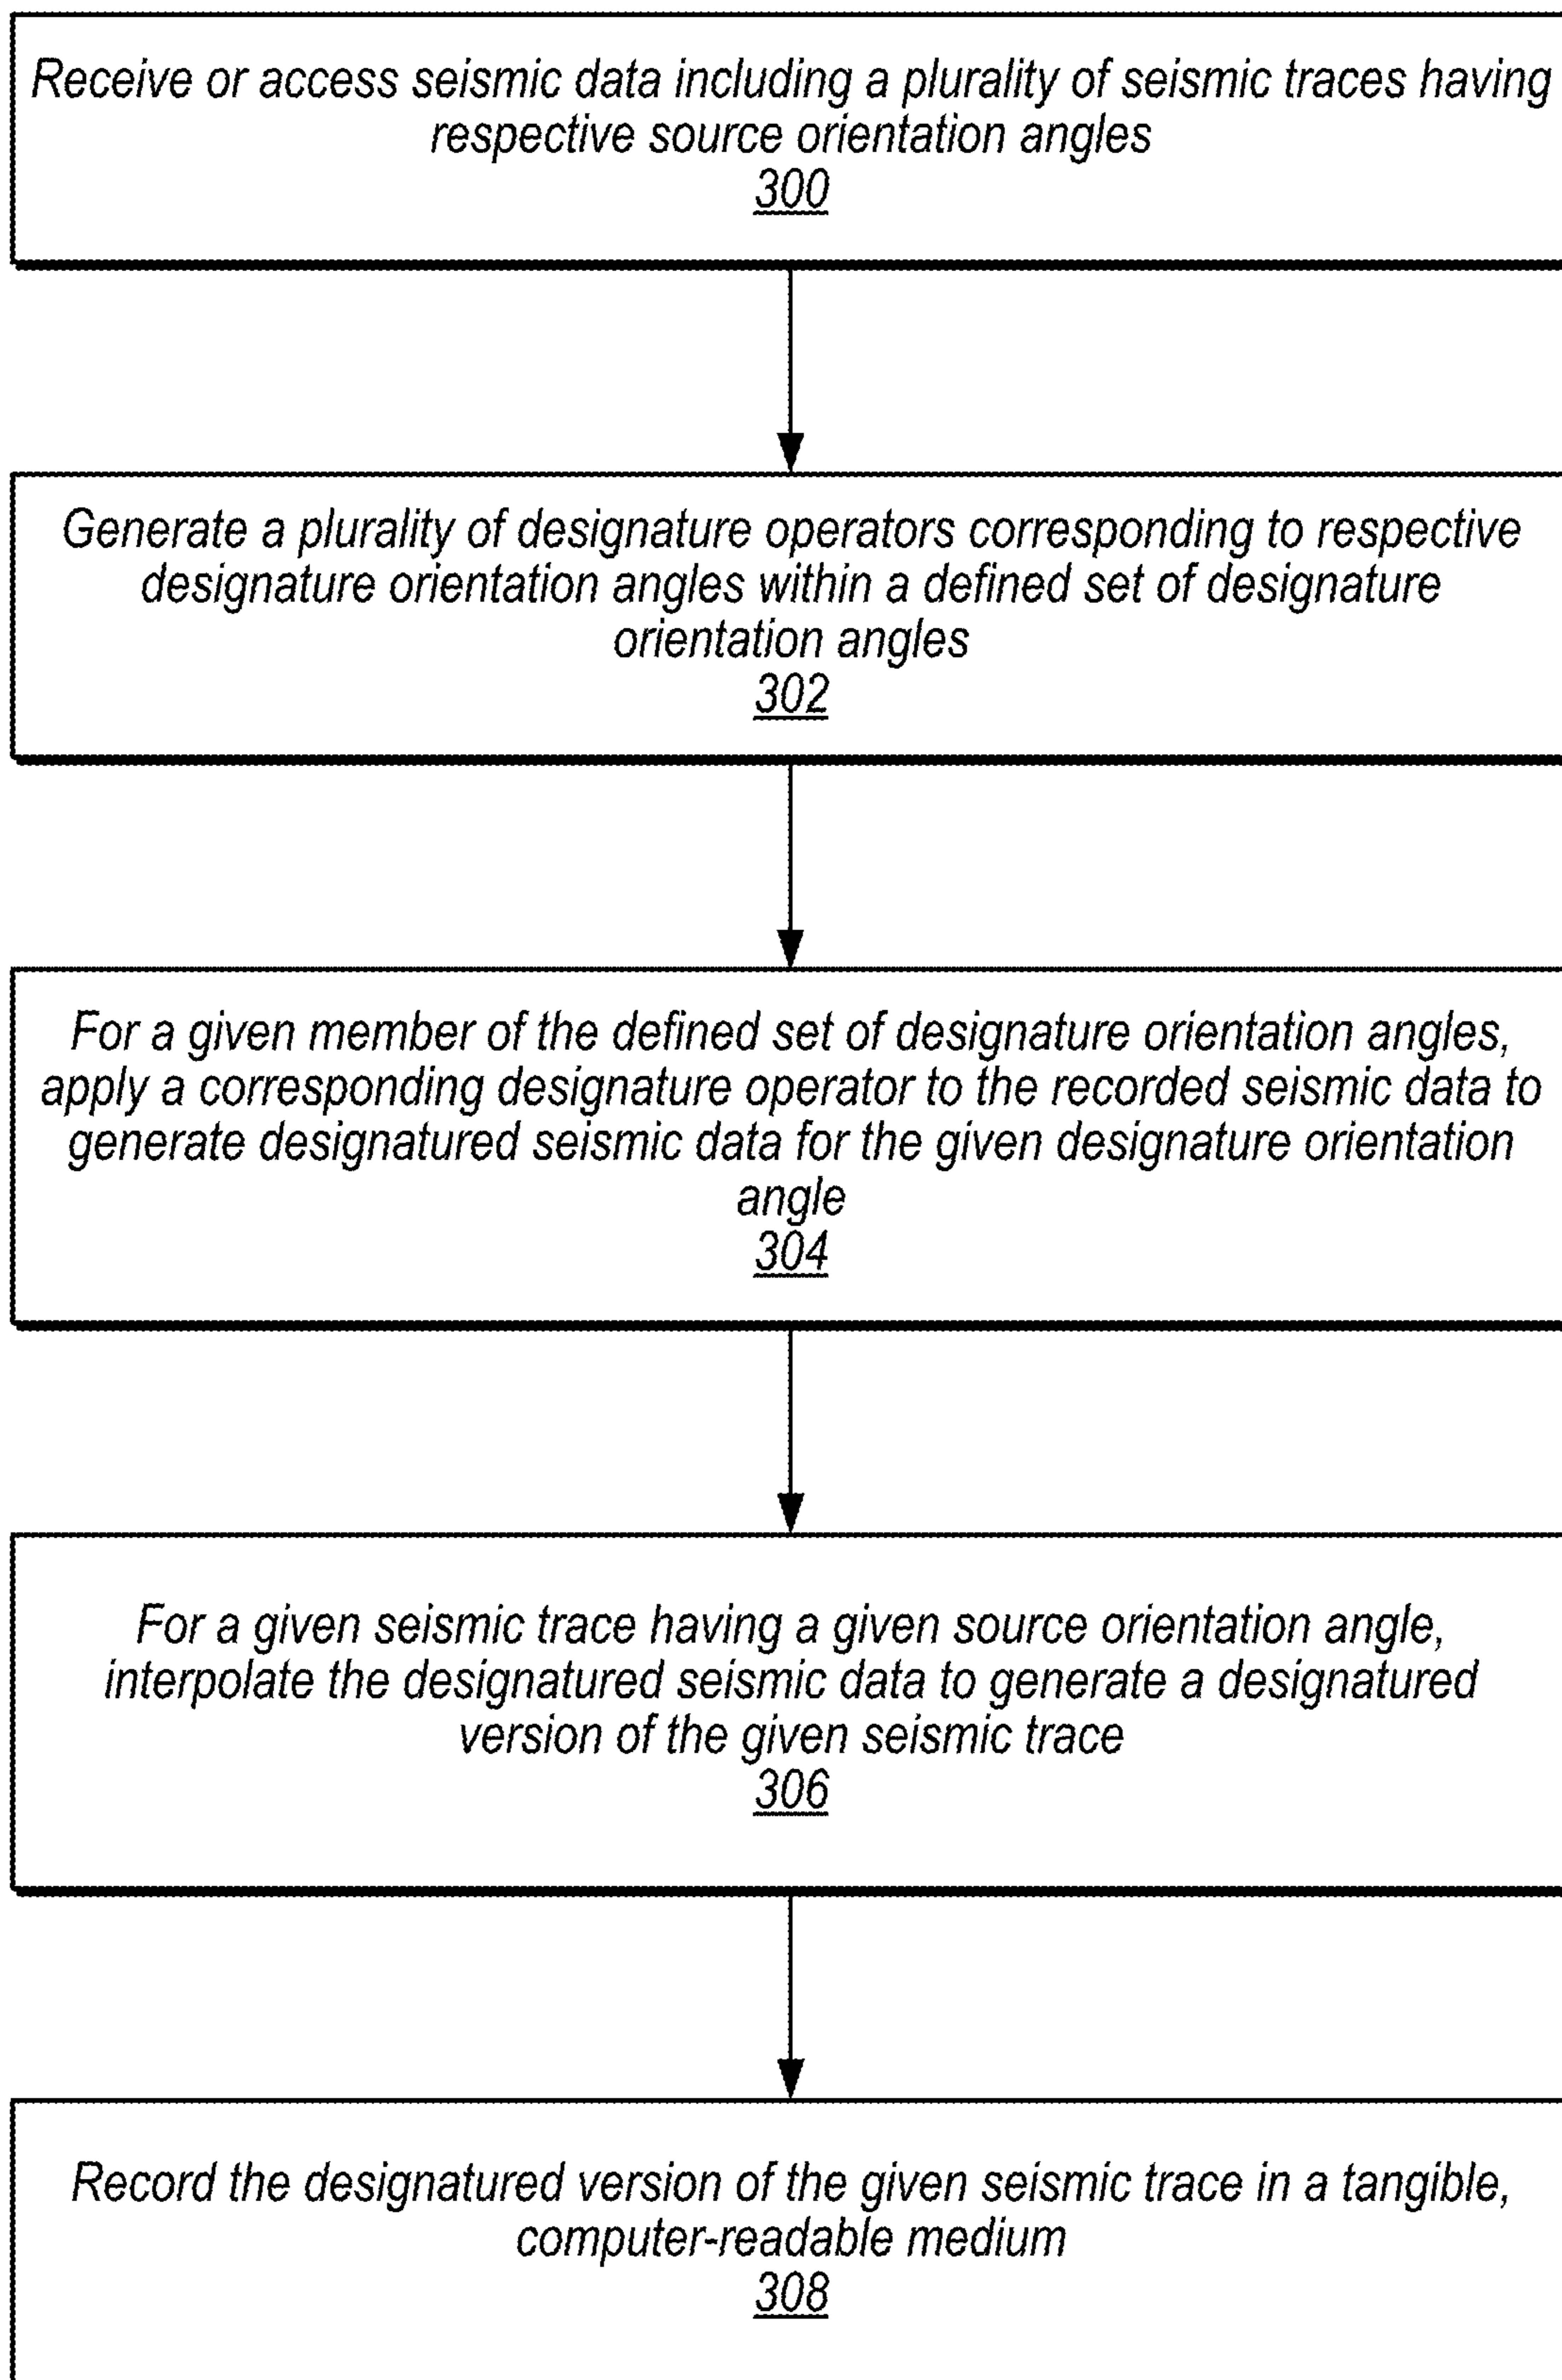 Receive or access seismic data including a plurality of seismic traces having
respective source orientation angles
300
Generate a plurality of designature operators corresponding to respective
designature orientation angles within a defined set of designature
orientation angles
302
For a given member of the defined set of designature orientation angles,
apply a corresponding designature operator to the recorded seismic data to
generate designatured seismic data for the given designature orientation
angle
304
For a given seismic trace having a given source orientation angle,
interpolate the designatured seismic data to generate a designatured
version of the given seismic trace
306
Record the designatured version of the given seismic trace in a tangible,
computer-readable medium
308